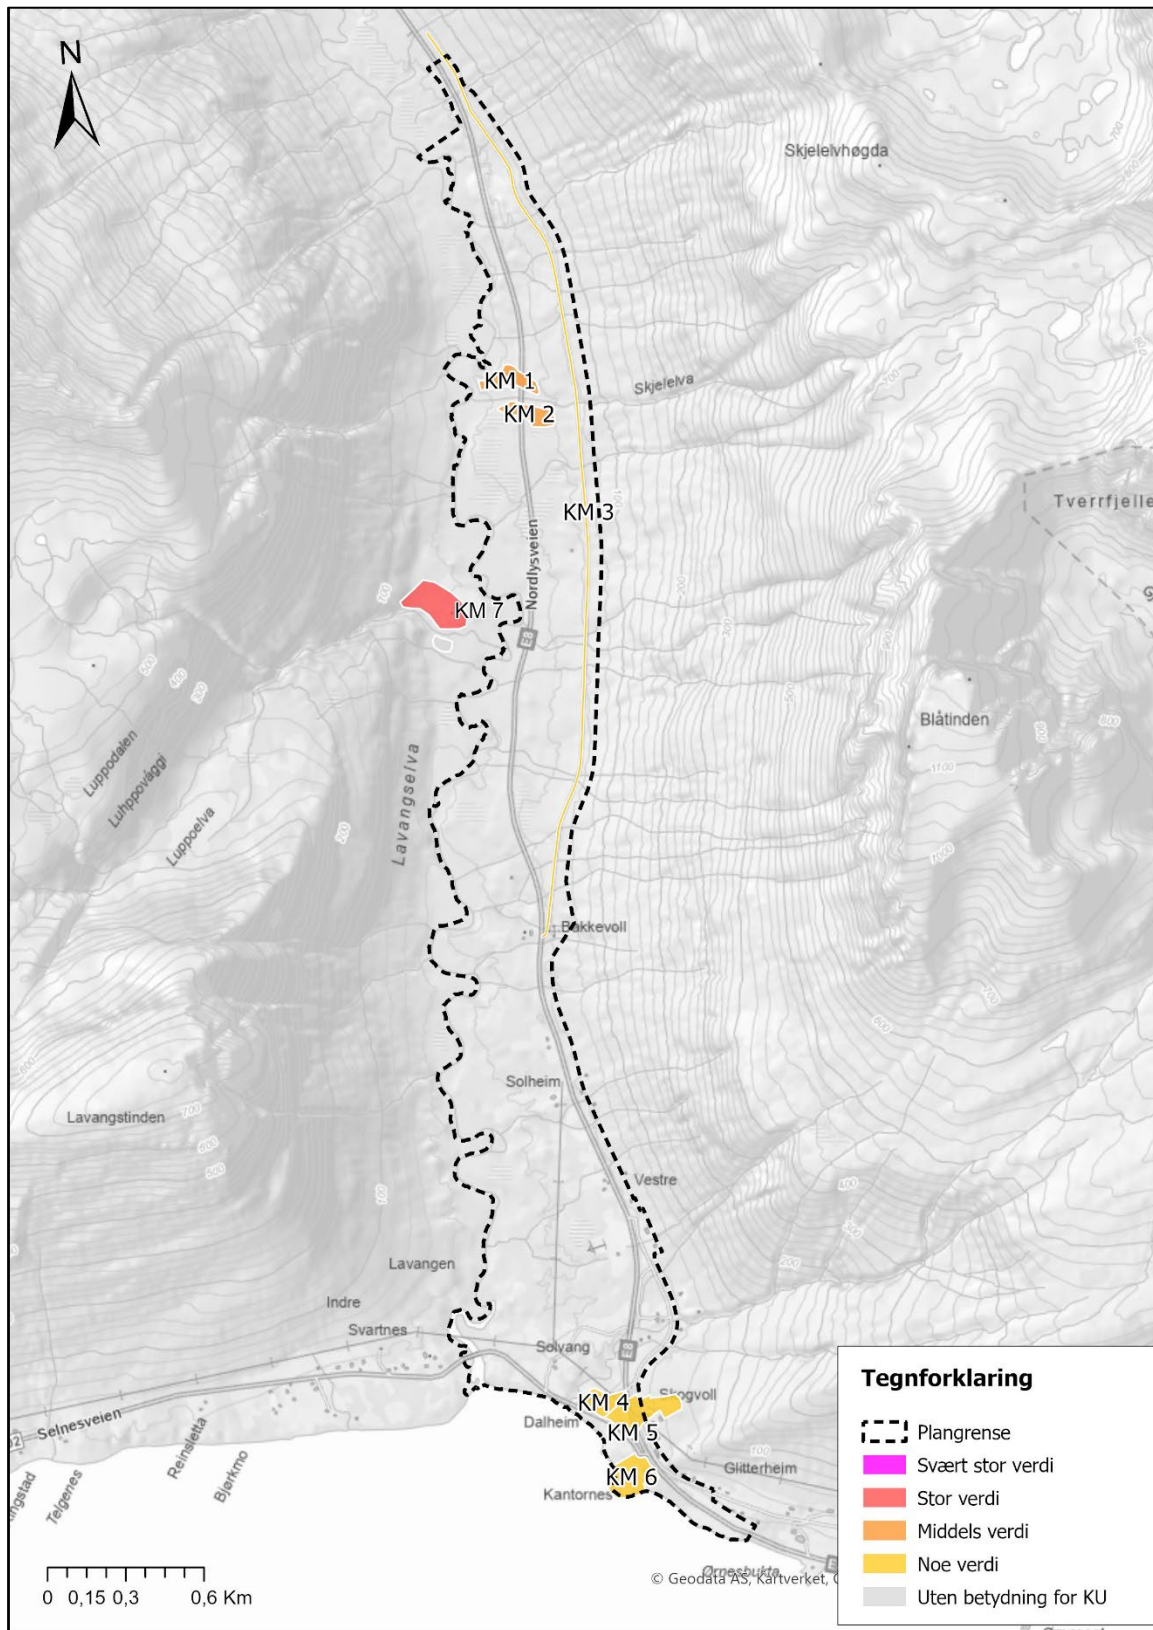 N
Skjelelvhøgda
KM 1
Skjelelva
KM 2
Tverrfjelle
KM 3
Nordlysveien
KM 7
E8
Blåtinden
Luppodalen
Luhppovággi
Luppoelva
Lavangselva
Bakkevoll
Solheim
Lavangstinden
Vestre
Lavangen
Indre
Svartnes
Solvang
E8
KM 4
Skogvoll
Selnesveien
Dalheim
KM 5
Reinsletta
Glitterheim
KM 6
Kantornes
Telgenes
Bjørkmo
Ørnesbukta
0 0,15 0,3 0,6 Km
© Geodata AS, Kartverket,
Tegnforklaring
Plangrense
Svært stor verdi
Stor verdi
Middels verdi
Noe verdi
Uten betydning for KU